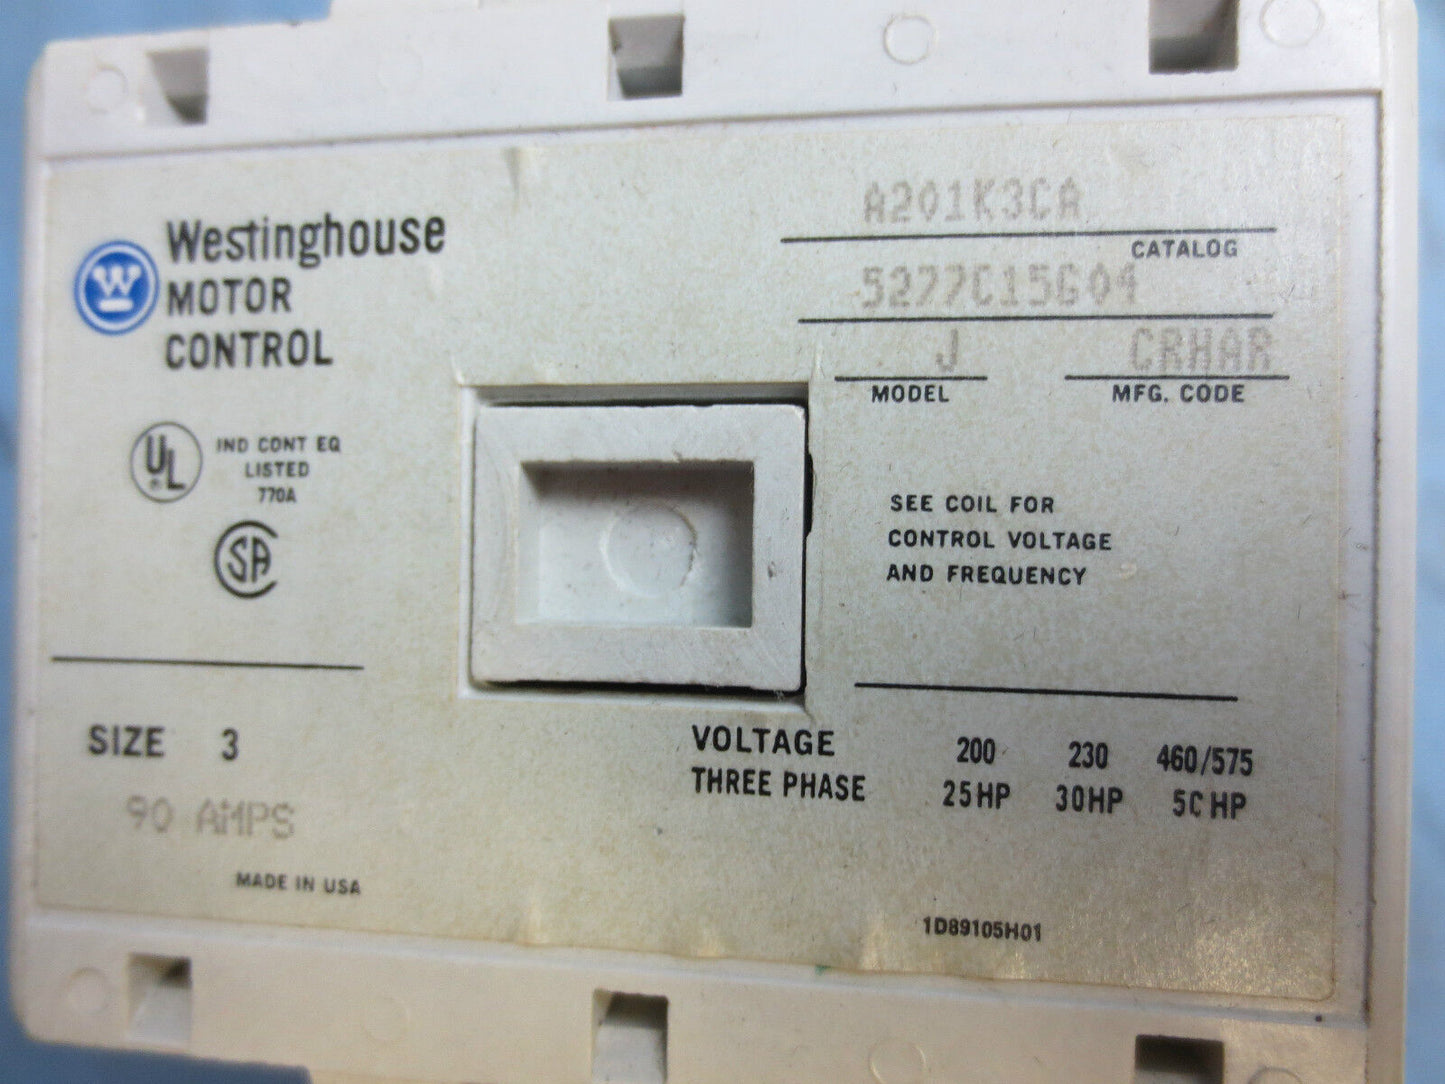 Westinghouse
MOTOR
CONTROL
W
UL
®
IND CONT EQ
LISTED
770A
SA
A201K3CA
CATALOG
5277C15G04
J CRHAR
MODEL MFG. CODE
SEE COIL FOR
CONTROL VOLTAGE
AND FREQUENCY
SIZE 3
90 AMPS
MADE IN USA
VOLTAGE 200 230 460/575
THREE PHASE 25HP 30HP 50HP
1D89105H01